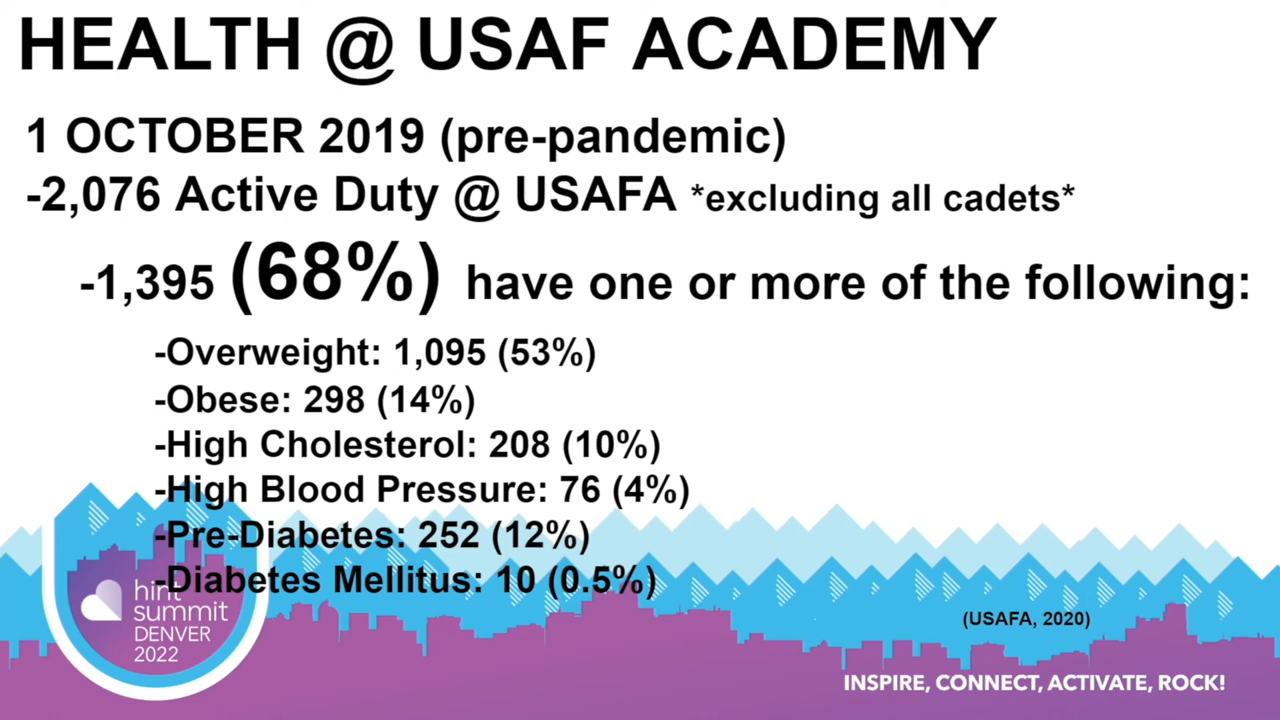 HEALTH @ USAF ACADEMY
1 OCTOBER 2019 (pre-pandemic)
-2,076 Active Duty @ USAFA *excluding all cadets*
-1,395 (68%) have one or more of the following:
-Overweight: 1,095 (53%)
-Obese: 298 (14%)
-High Cholesterol: 208 (10%)
-High Blood Pressure: 76 (4%)
-Pre-Diabetes: 252 (12%)
-Diabetes Mellitus: 10 (0.5%)
hint
summit
DENVER
2022
(USAFA, 2020)
INSPIRE, CONNECT, ACTIVATE, ROCK!